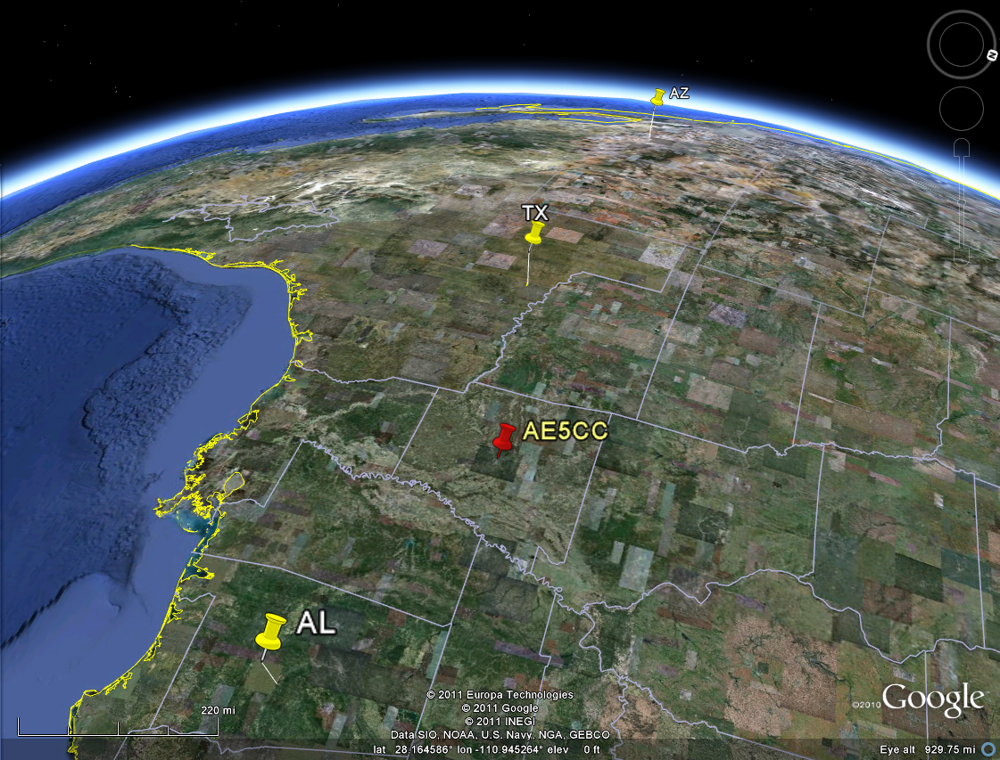 N
AZ
TX
AE5CC
AL
© 2011 Europa Technologies
© 2011 Google
© 2011 INEGI
Data SIO, NOAA, U.S. Navy, NGA, GEBCO
©2010 Google
220 mi
lat 28.164586° lon -110.945264° elev 0 ft
Eye alt 929.75 mi